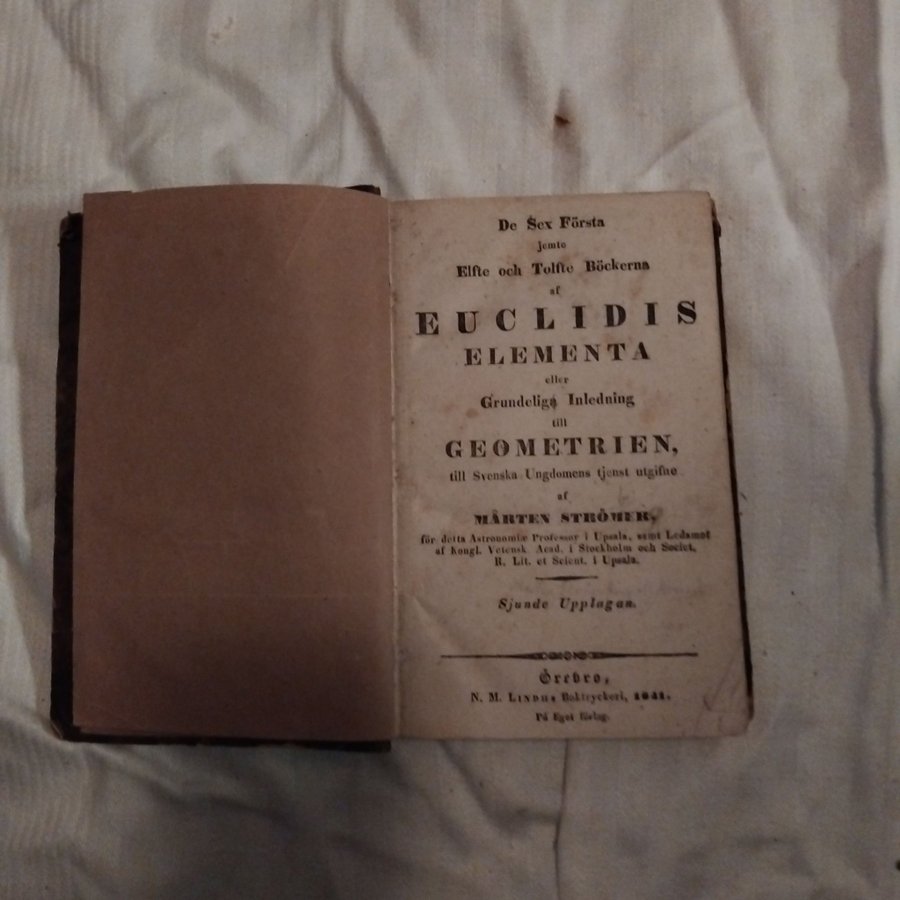 De Sex Första
jemte
Elfte och Tolfte Böckerna
af
EUCLIDIS
ELEMENTA
eller
Grundelig Inledning
till
GEOMETRIEN,
till Svenska Ungdomens tjenst utgifne
af
MÅRTEN STRÖMER,
för detta Astronomiæ Professor i Upsala, samt Ledamot
af Kongl. Vetensk. Acad. i Stockholm och Societ.
R. Lit. et Scient. i Upsala.
Sjunde Upplagan.
Örebro,
N. M. LINDHS Boktryckeri, 1841.
På Eget förlag.